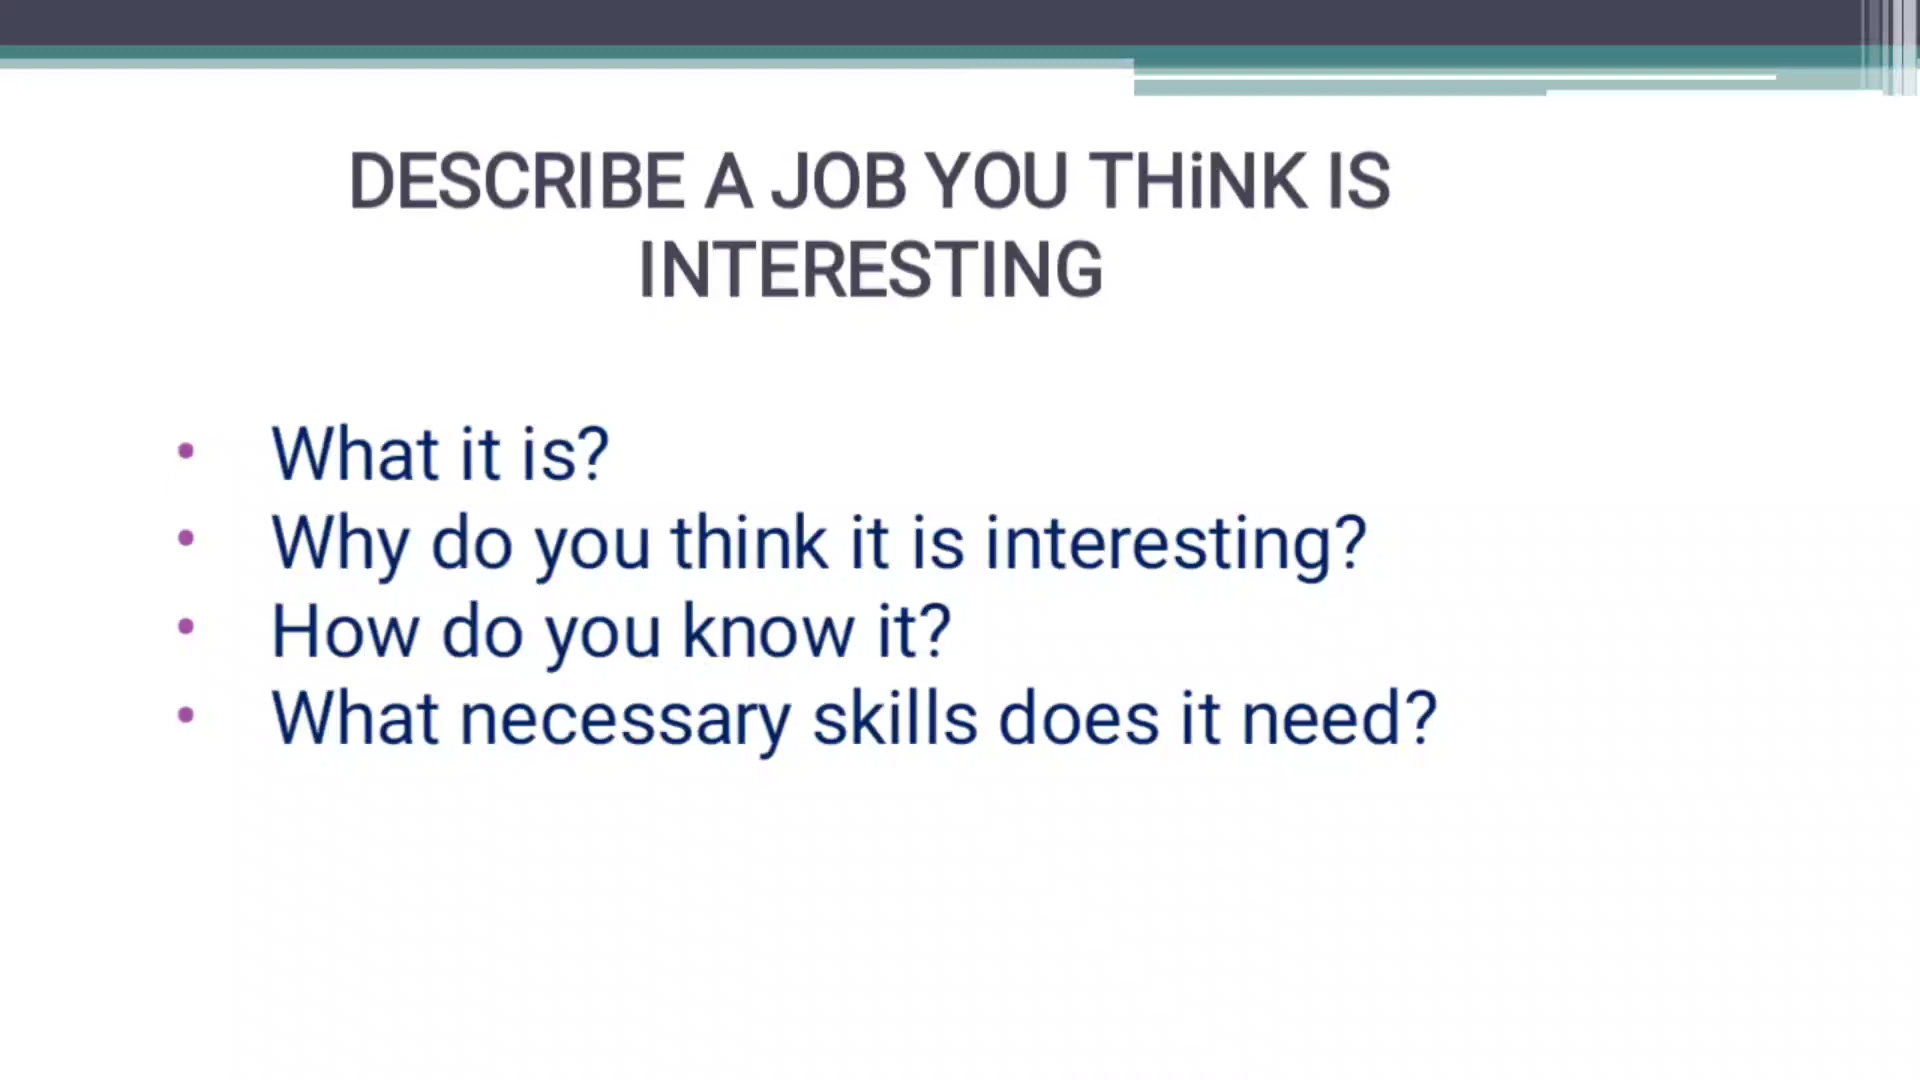 DESCRIBE A JOB YOU THiNK IS
INTERESTING
• What it is?
• Why do you think it is interesting?
• How do you know it?
• What necessary skills does it need?